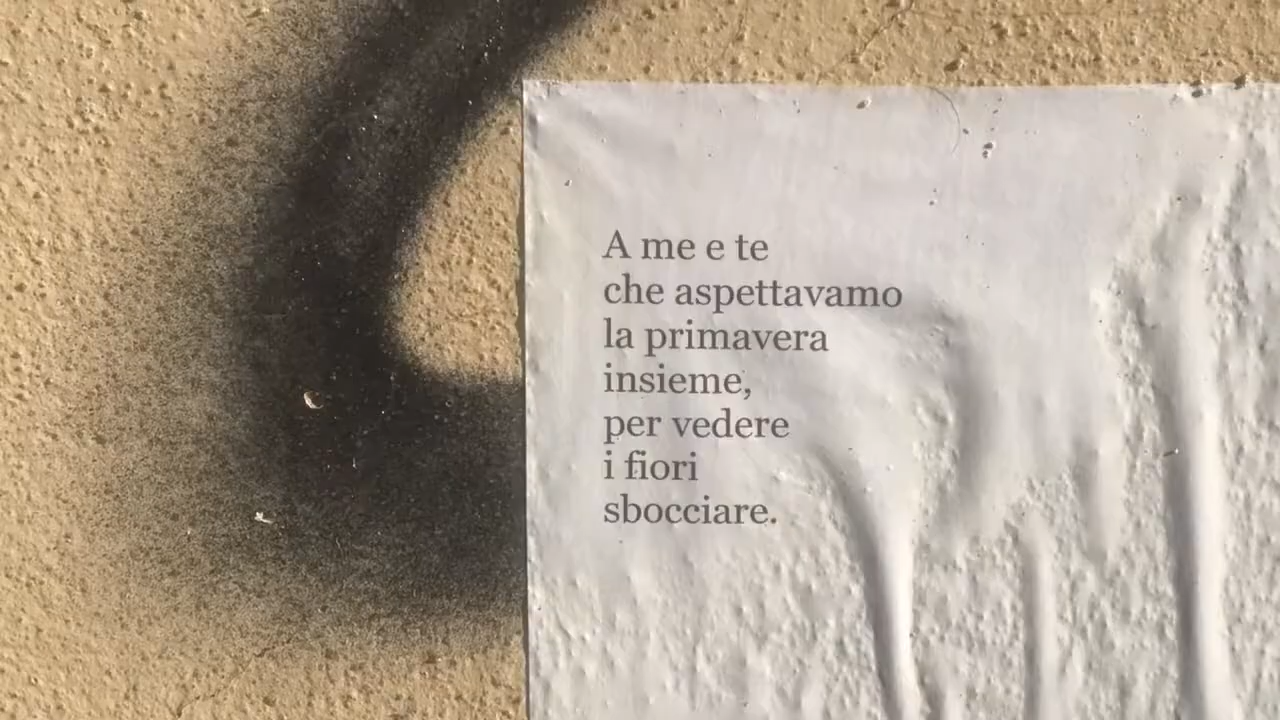 A me e te
che aspettavamo
la primavera
insieme,
per vedere
i fiori
sbocciare.